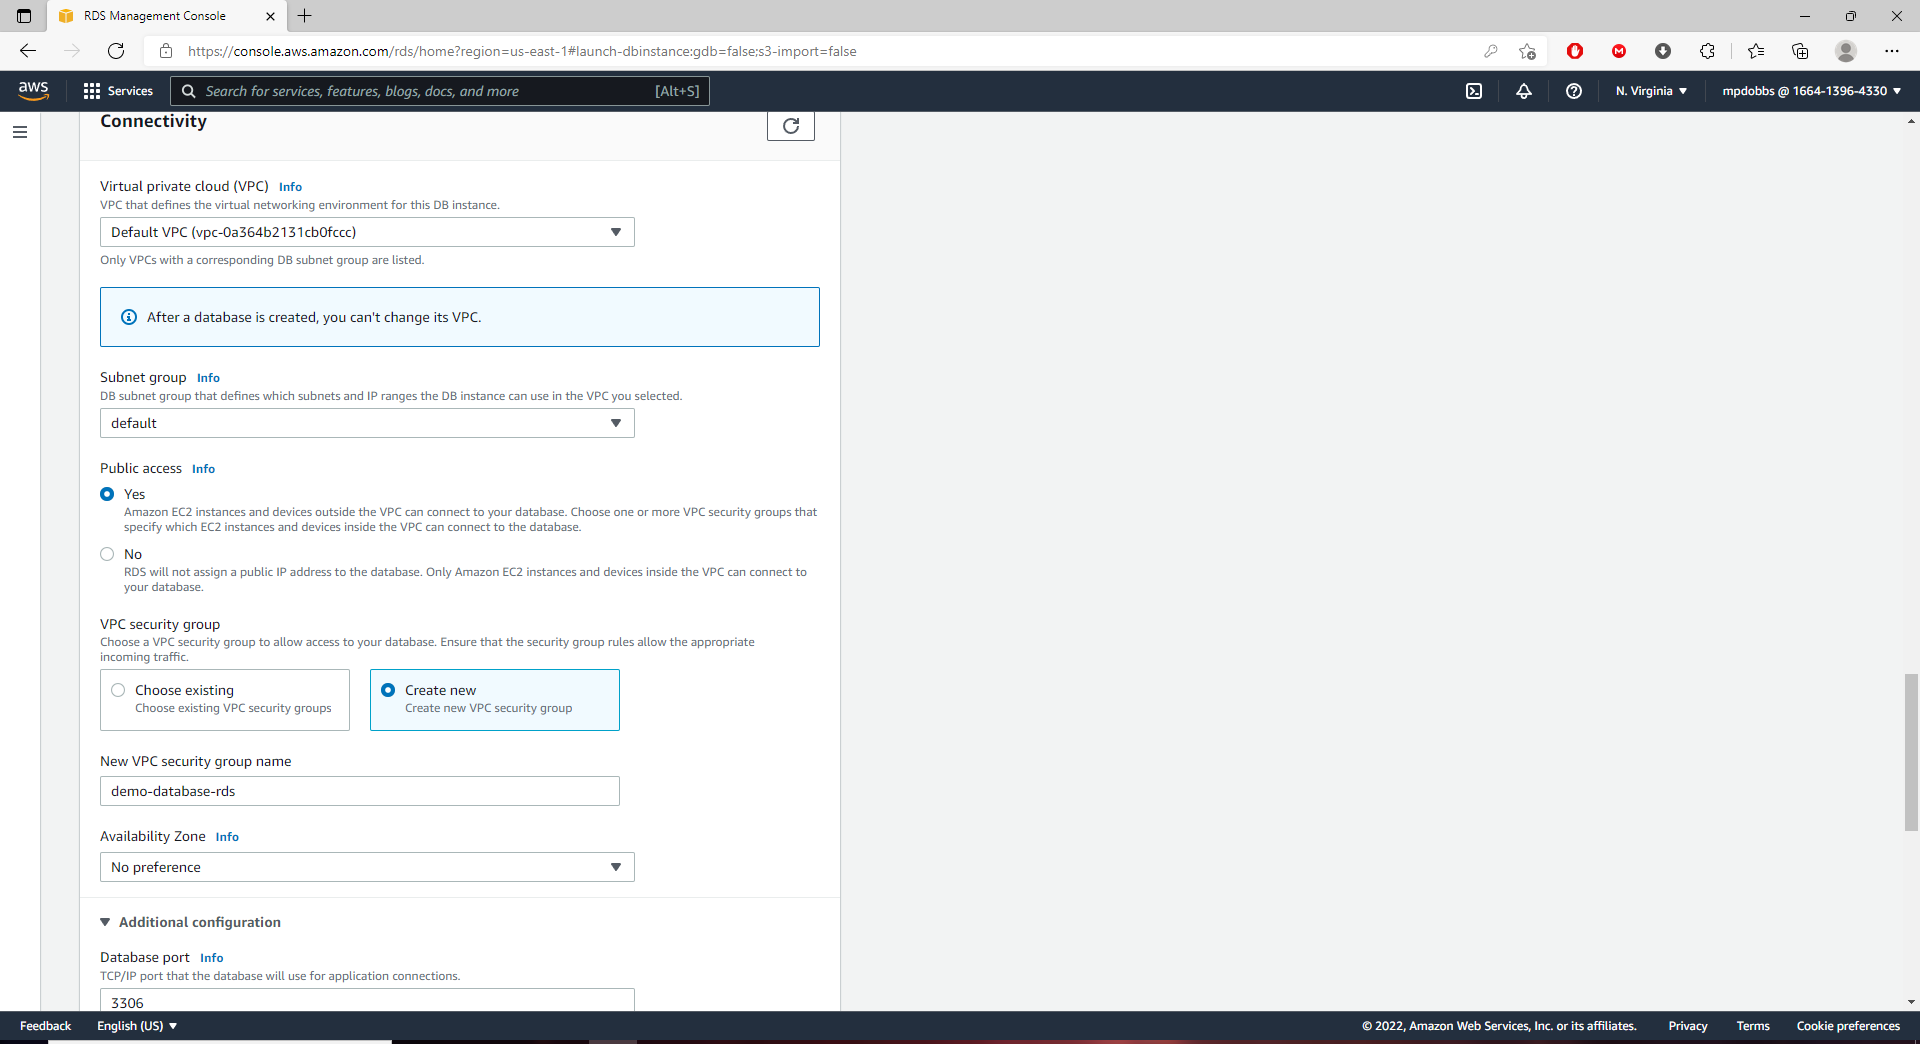 RDS Management Console
https://console.aws.amazon.com/rds/home?region=us-east-1#launch-dbinstance:gdb=false;s3-import=false
aws
Services
Search for services, features, blogs, docs, and more
[Alt+S]
N. Virginia
mpdobbs @ 1664-1396-4330
Connectivity
Virtual private cloud (VPC) Info
VPC that defines the virtual networking environment for this DB instance.
Default VPC (vpc-0a364b2131cb0fccc)
Only VPCs with a corresponding DB subnet group are listed.
After a database is created, you can't change its VPC.
Subnet group Info
DB subnet group that defines which subnets and IP ranges the DB instance can use in the VPC you selected.
default
Public access Info
Yes
Amazon EC2 instances and devices outside the VPC can connect to your database. Choose one or more VPC security groups that
specify which EC2 instances and devices inside the VPC can connect to the database.
No
RDS will not assign a public IP address to the database. Only Amazon EC2 instances and devices inside the VPC can connect to
your database.
VPC security group
Choose a VPC security group to allow access to your database. Ensure that the security group rules allow the appropriate
incoming traffic.
Choose existing
Choose existing VPC security groups
Create new
Create new VPC security group
New VPC security group name
demo-database-rds
Availability Zone Info
No preference
Additional configuration
Database port Info
TCP/IP port that the database will use for application connections.
3306
Feedback
English (US)
© 2022, Amazon Web Services, Inc. or its affiliates.
Privacy
Terms
Cookie preferences